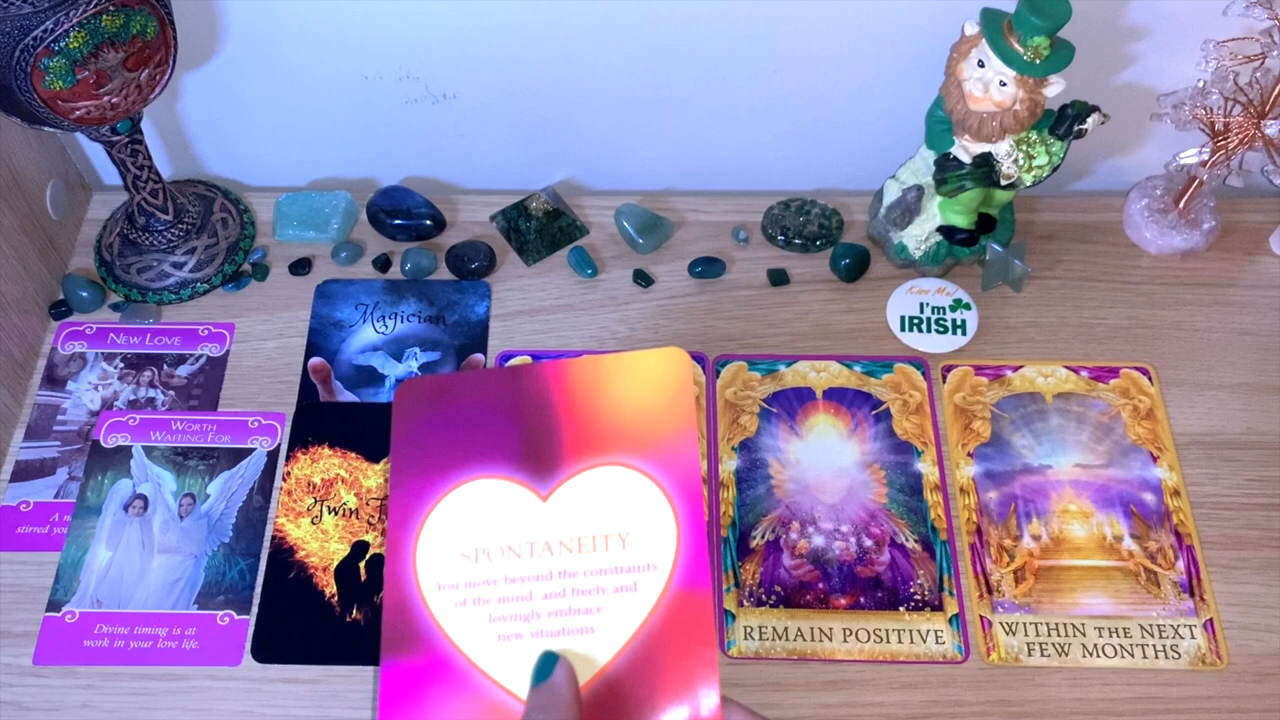 Kiss Me!
I'm
IRISH
NEW LOVE
Magician
WORTH
WAITING FOR
A n
stirred you
Twin F
Divine timing is at
work in your love life.
SPONTANEITY
You move beyond the constraints
of the mind, and freely and
lovingly embrace
new situations
REMAIN POSITIVE
WITHIN THE NEXT
FEW MONTHS